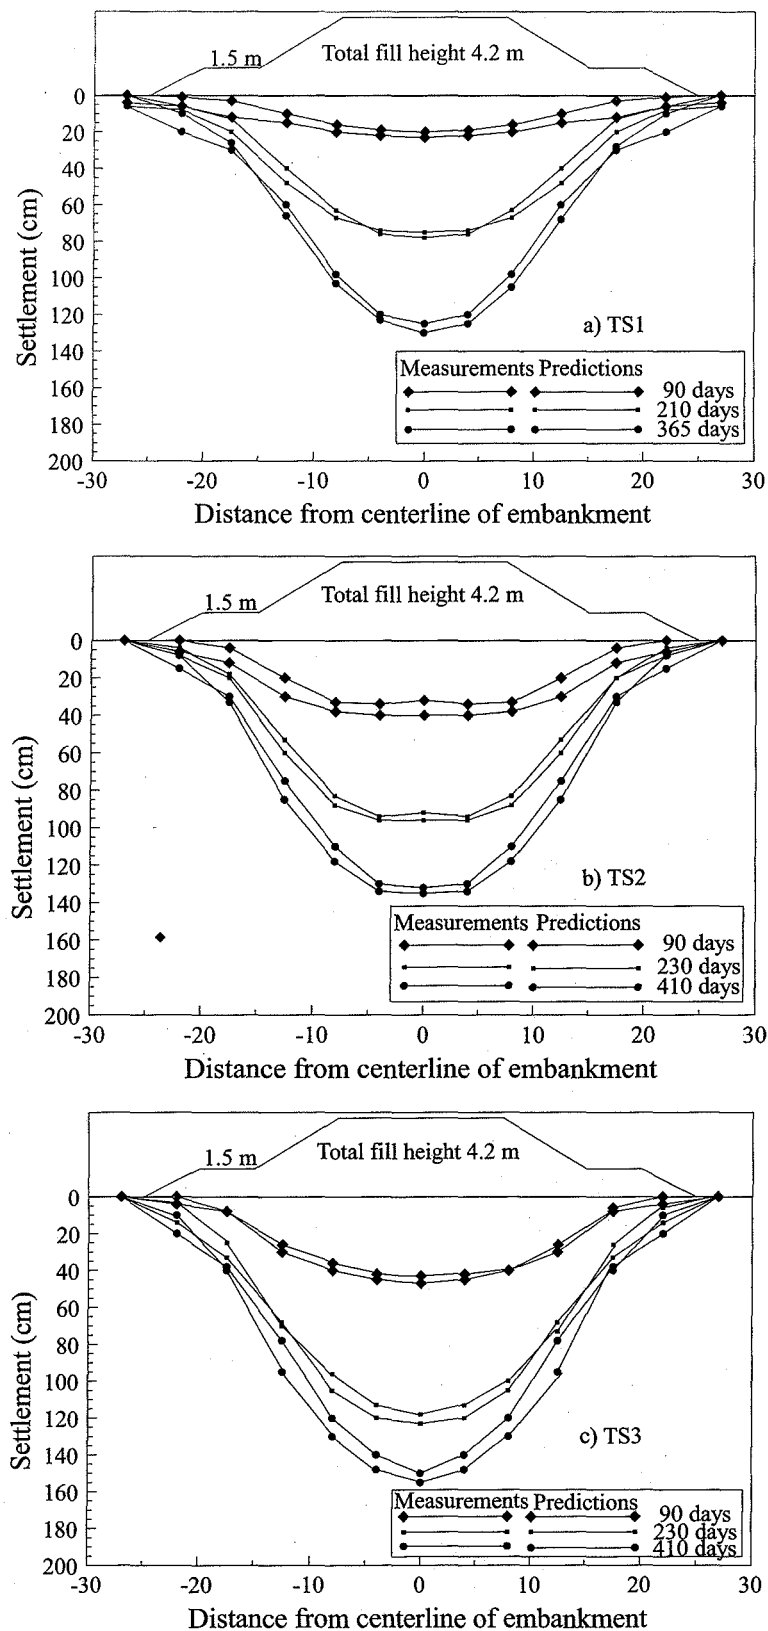 1.5 m
Total fill height 4.2 m
0
20
40
60
80
100
120
140
160
180
200
Settlement (cm)
a) TS1
Measurements Predictions
90 days
210 days
365 days
-30 -20 -10 0 10 20 30
Distance from centerline of embankment
1.5 m
Total fill height 4.2 m
0
20
40
60
80
100
120
140
160
180
200
Settlement (cm)
b) TS2
Measurements Predictions
90 days
230 days
410 days
-30 -20 -10 0 10 20 30
Distance from centerline of embankment
1.5 m
Total fill height 4.2 m
0
20
40
60
80
100
120
140
160
180
200
Settlement (cm)
c) TS3
Measurements Predictions
90 days
230 days
410 days
-30 -20 -10 0 10 20 30
Distance from centerline of embankment